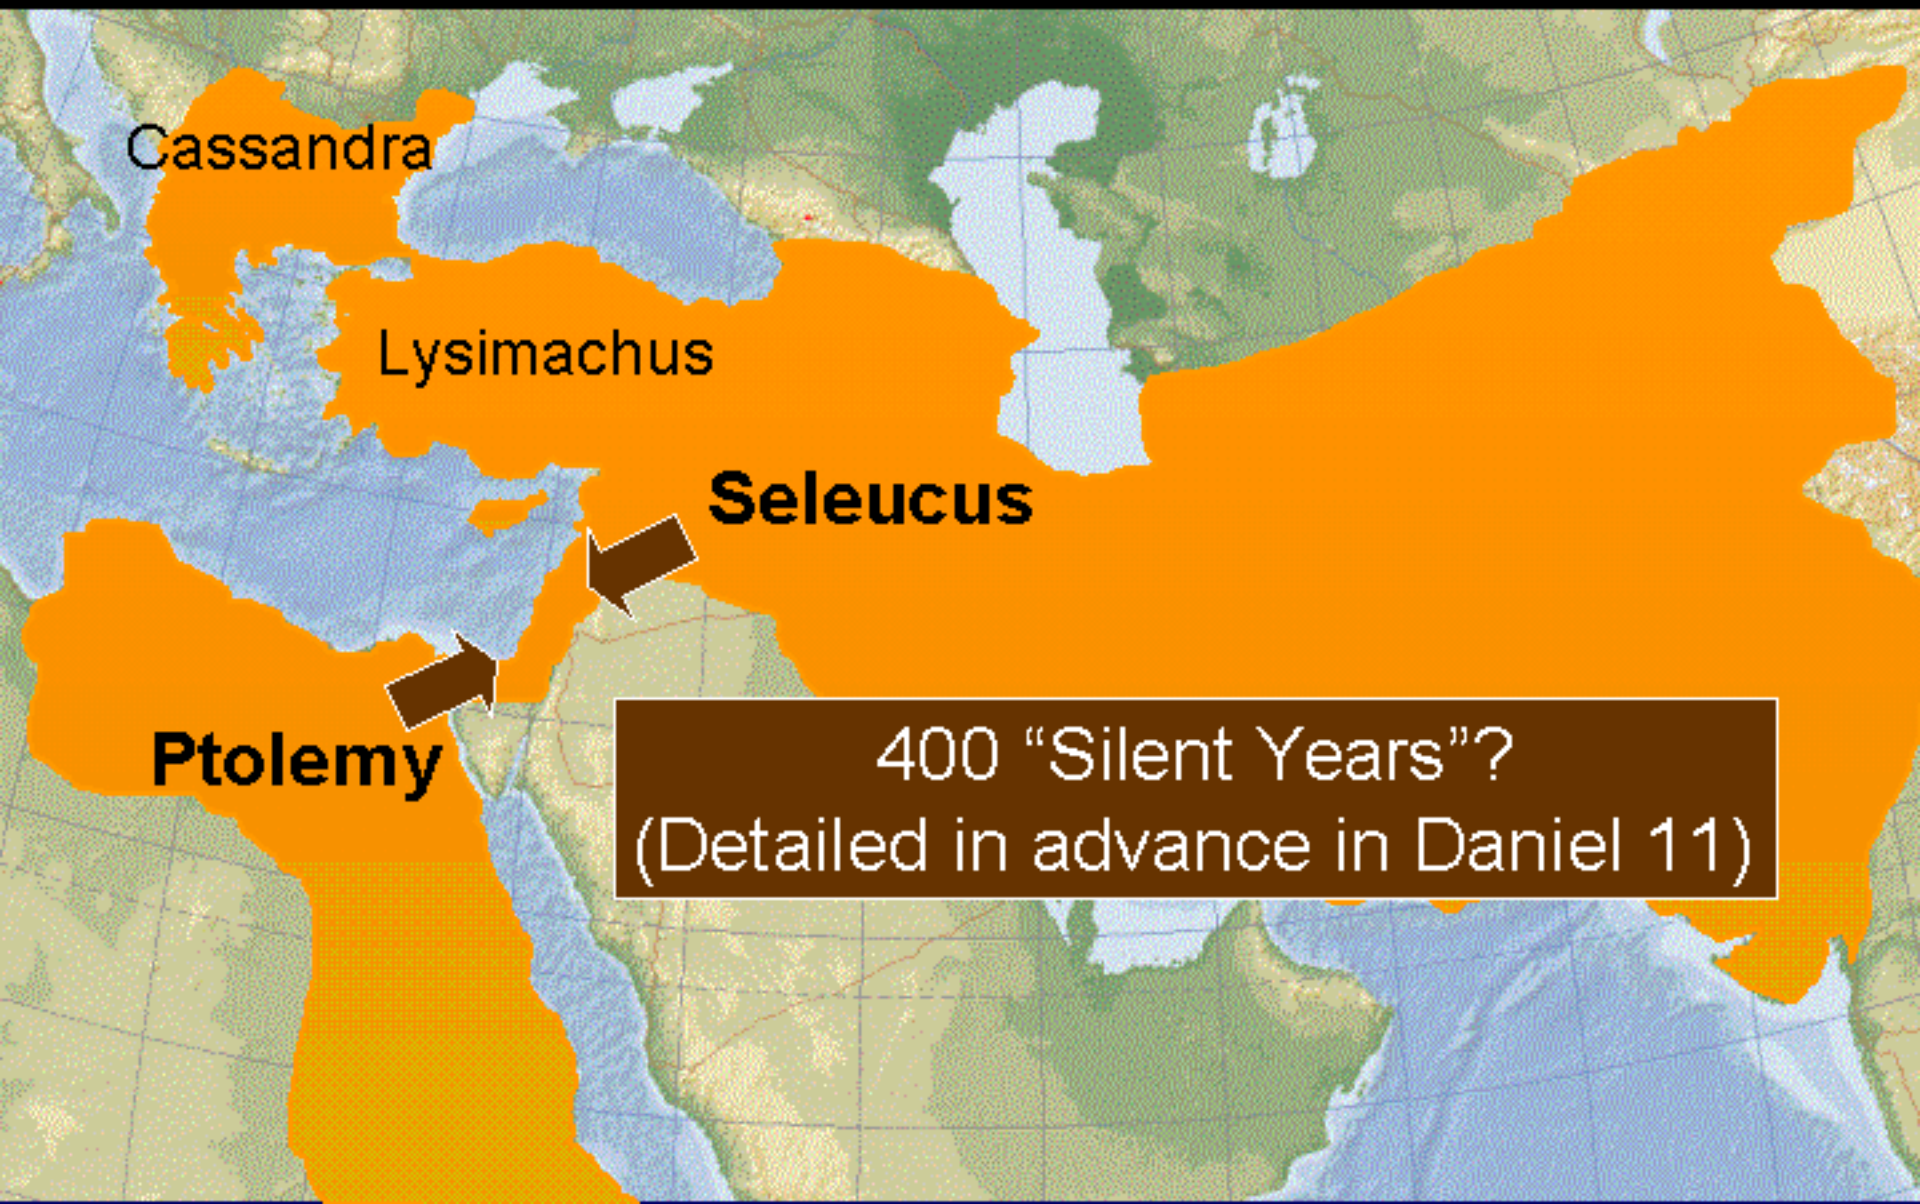 Cassandra
Lysimachus
Seleucus
Ptolemy
400 “Silent Years”?
(Detailed in advance in Daniel 11)